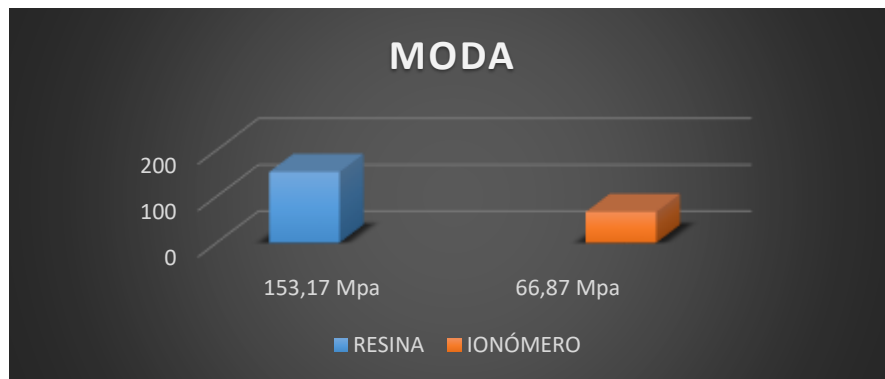 MODA
200
100
0
153,17 Mpa 66,87 Mpa
RESINA IONÓMERO